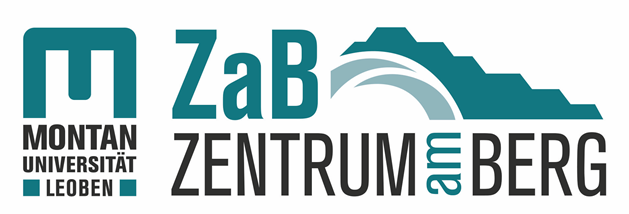 MONTAN
UNIVERSITÄT
LEOBEN
ZaB
ZENTRUM am BERG